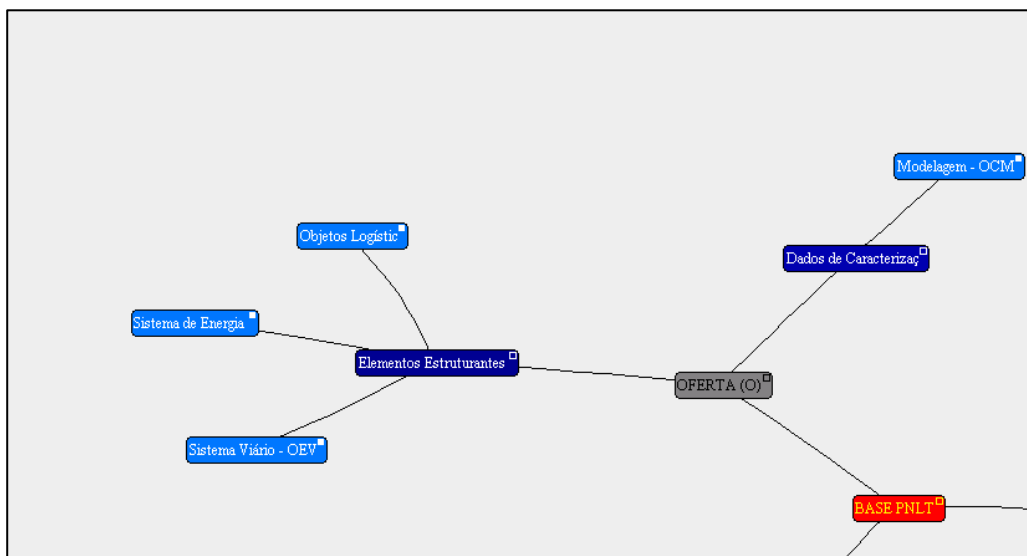 Modelagem - OCM
Objetos Logístic
Dados de Caracterizaç
Sistema de Energia
Elementos Estruturantes
OFERTA (O)
Sistema Viário - OEV
BASE PNLT